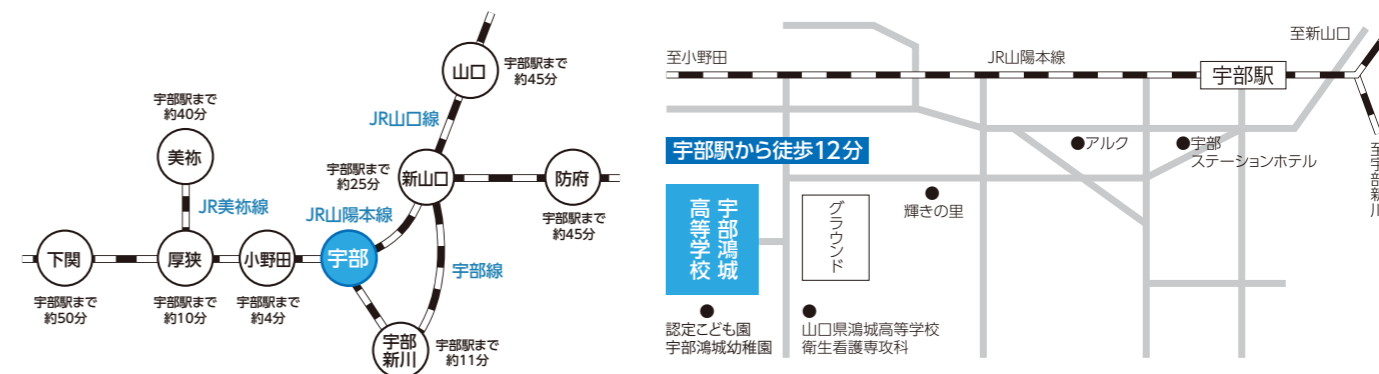 山口
宇部駅まで
約45分
宇部駅まで
約40分
JR山口線
美祢
宇部駅まで
約25分
新山口
防府
JR美祢線
JR山陽本線
宇部駅まで
約45分
下関
厚狭
小野田
宇部
宇部線
宇部駅まで
約50分
宇部駅まで
約10分
宇部駅まで
約4分
宇部
新川
宇部駅まで
約11分
至小野田
JR山陽本線
至新山口
宇部駅
宇部駅から徒歩12分
アルク
宇部
ステーションホテル
至宇部新川
宇部鴻城
高等学校
グラウンド
輝きの里
認定こども園
宇部鴻城幼稚園
山口県鴻城高等学校
衛生看護専攻科